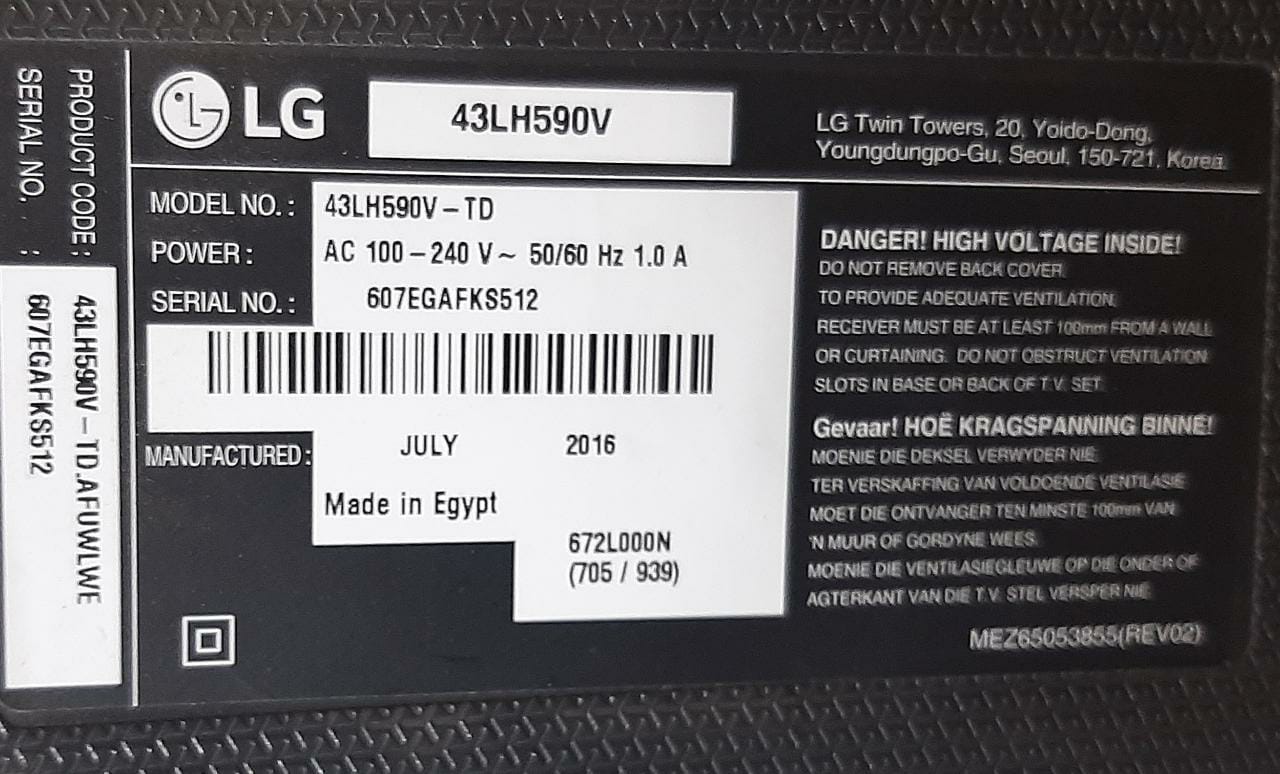 PRODUCT CODE : 43LH590V – TD.AFUWLWE
SERIAL NO. : 607EGAFKS512
LG
43LH590V
LG Twin Towers, 20, Yoido-Dong,
Youngdungpo-Gu, Seoul, 150-721, Korea
MODEL NO. : 43LH590V – TD
POWER : AC 100 – 240 V ~ 50/60 Hz 1.0 A
SERIAL NO. : 607EGAFKS512
MANUFACTURED : JULY 2016
Made in Egypt
672L000N
(705 / 939)
DANGER! HIGH VOLTAGE INSIDE!
DO NOT REMOVE BACK COVER.
TO PROVIDE ADEQUATE VENTILATION,
RECEIVER MUST BE AT LEAST 100mm FROM A WALL
OR CURTAINING. DO NOT OBSTRUCT VENTILATION
SLOTS IN BASE OR BACK OF T.V. SET.
Gevaar! HOË KRAGSPANNING BINNE!
MOENIE DIE DEKSEL VERWYDER NIE.
TER VERSKAFFING VAN VOLDOENDE VENTILASIE
MOET DIE ONTVANGER TEN MINSTE 100mm VAN
'N MUUR OF GORDYNE WEES.
MOENIE DIE VENTILASIEGLEUWE OP DIE ONDER OF
AGTERKANT VAN DIE T.V. STEL VERSPER NIE.
MEZ65053855(REV02)